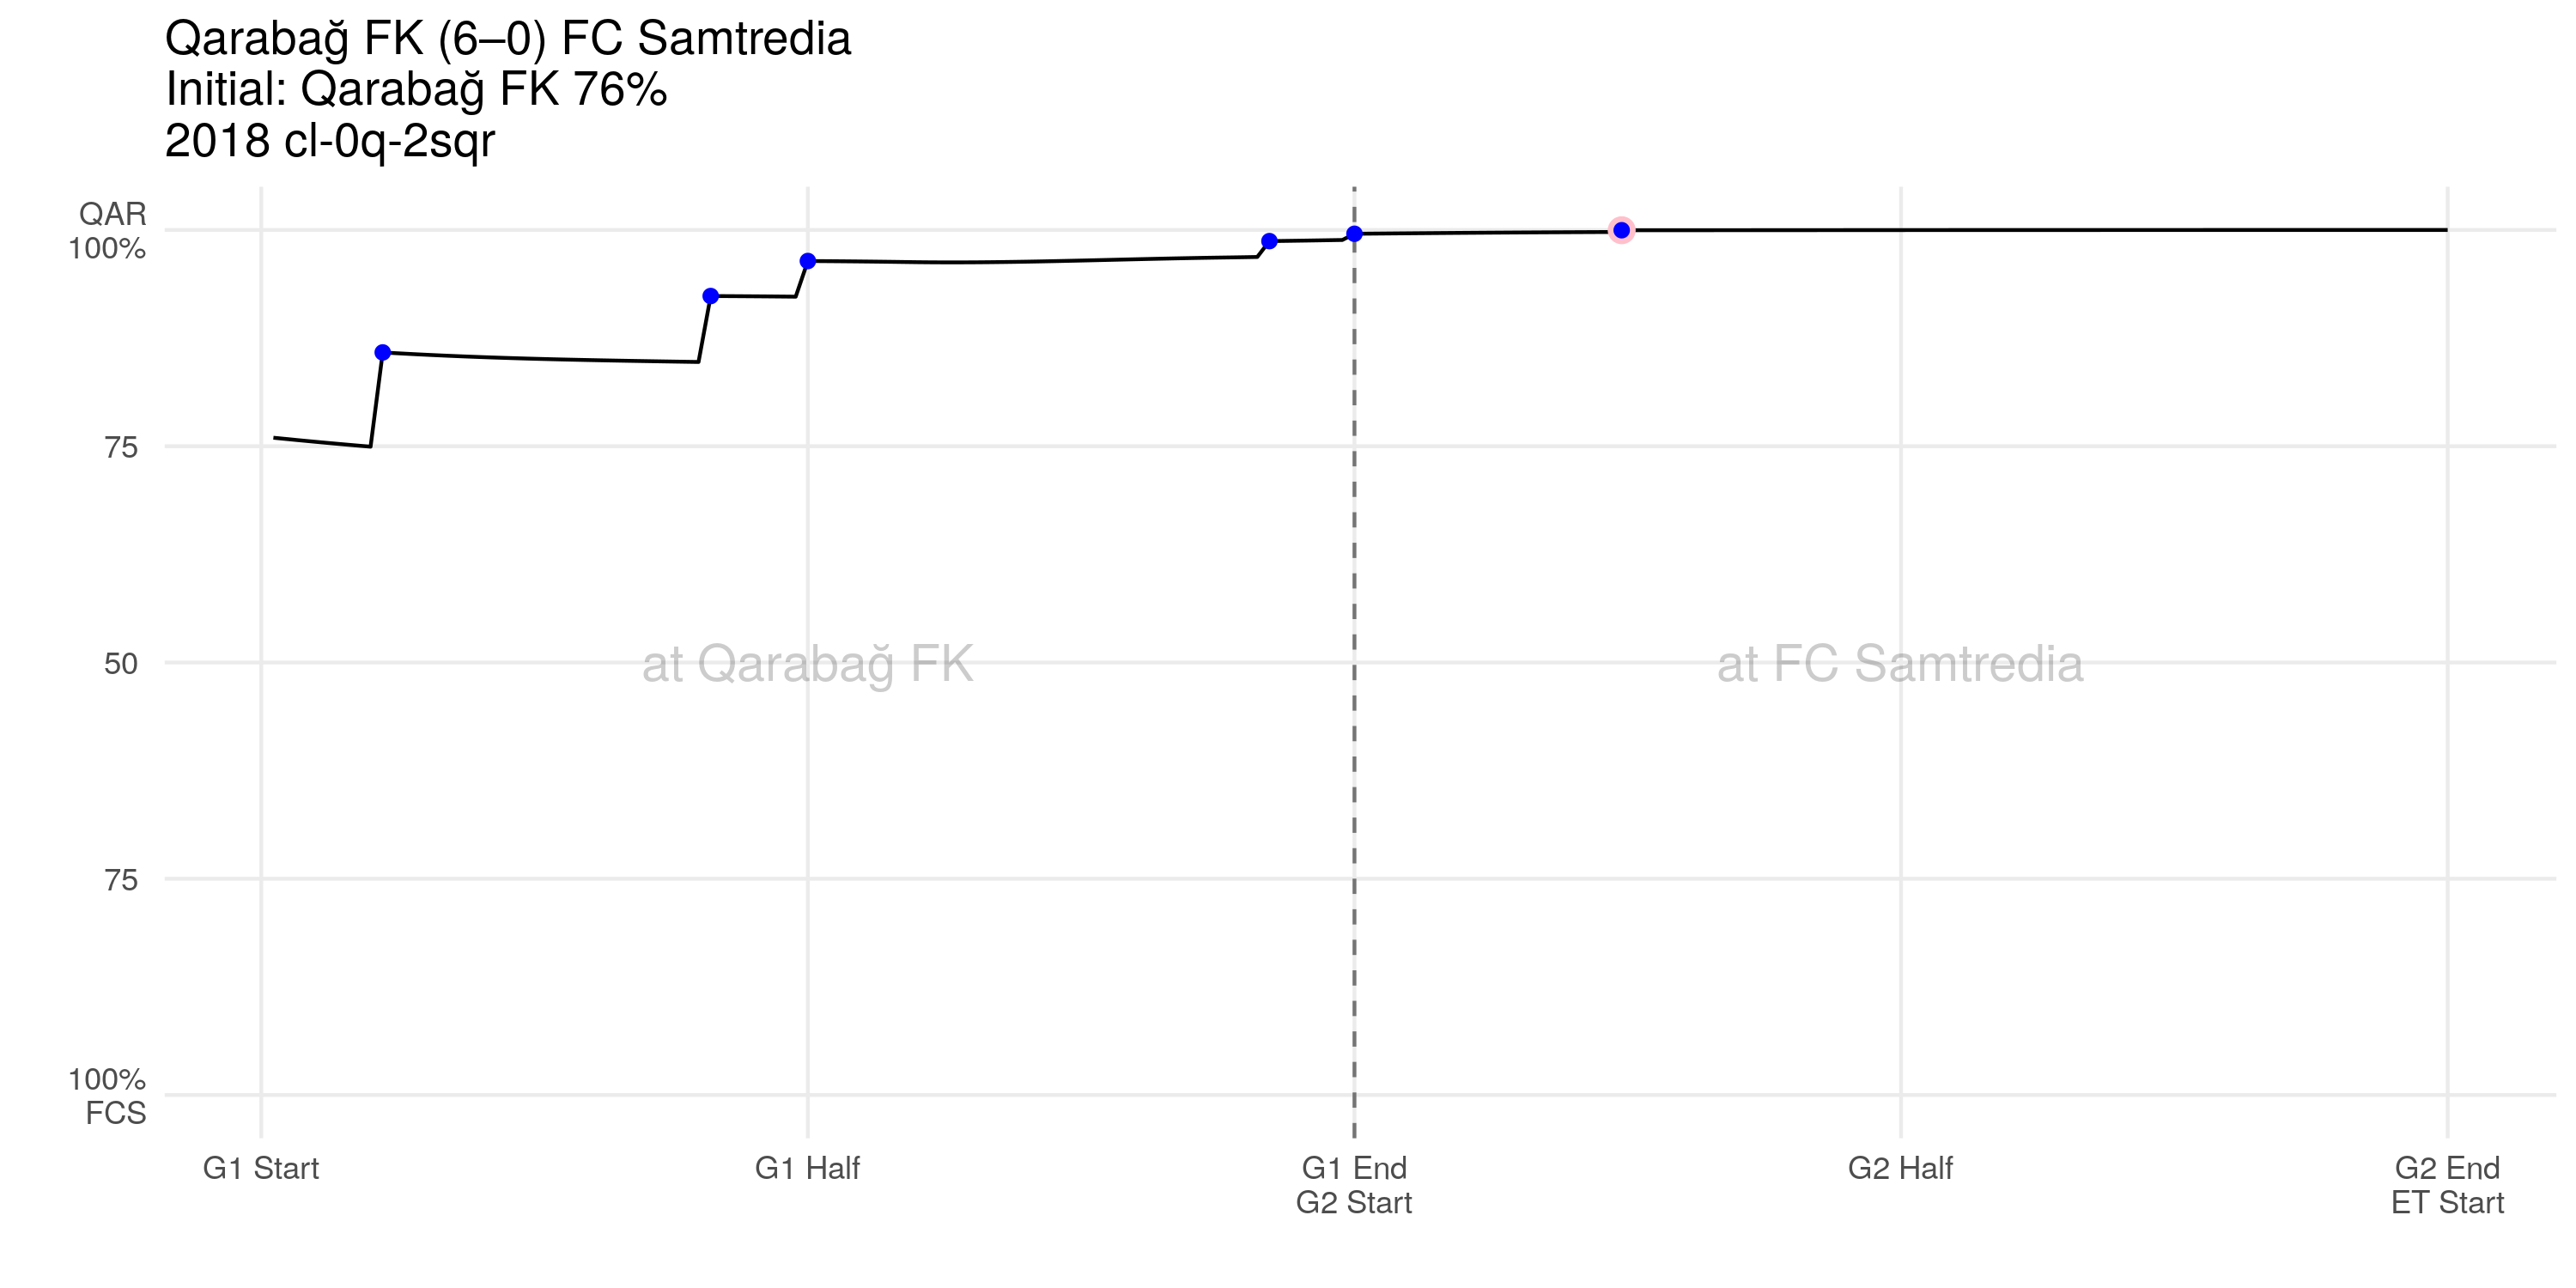 Qarabağ FK (6–0) FC Samtredia
Initial: Qarabağ FK 76%
2018 cl-0q-2sqr
QAR
100%
75
50
75
100%
FCS
at Qarabağ FK
at FC Samtredia
G1 Start
G1 Half
G1 End
G2 Start
G2 Half
G2 End
ET Start